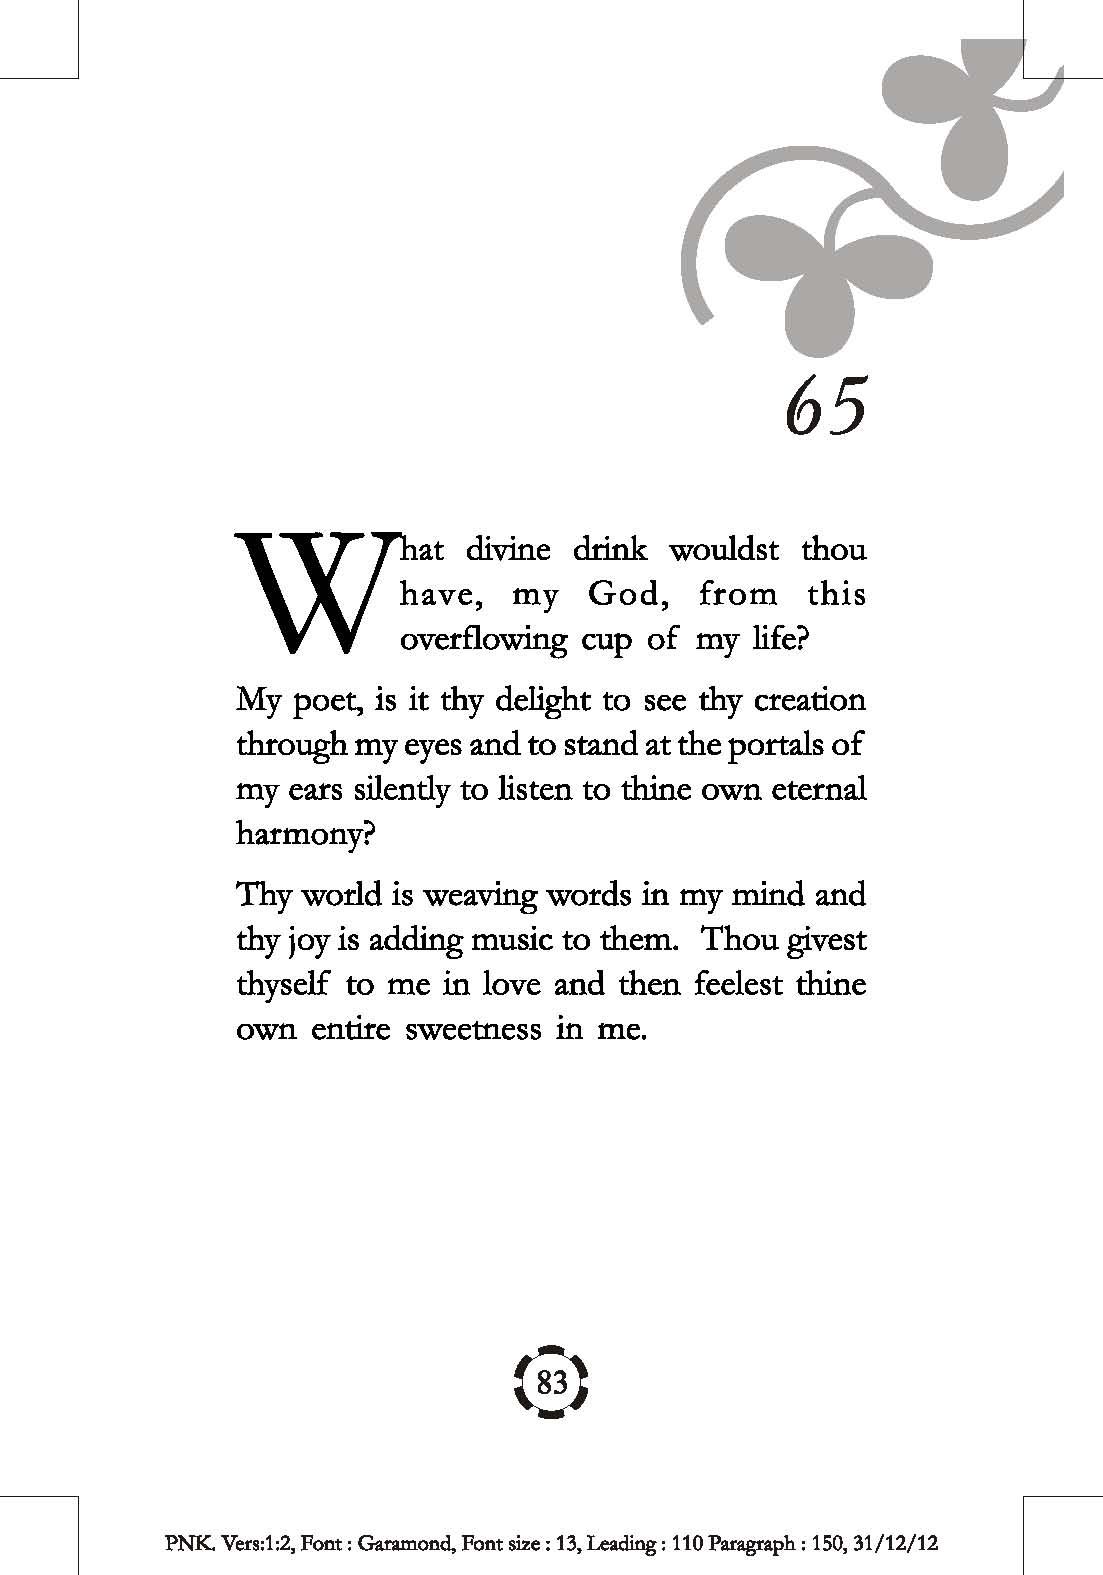 65
What divine drink wouldst thou
have, my God, from this
overflowing cup of my life?
My poet, is it thy delight to see thy creation
through my eyes and to stand at the portals of
my ears silently to listen to thine own eternal
harmony?
Thy world is weaving words in my mind and
thy joy is adding music to them. Thou givest
thyself to me in love and then feelest thine
own entire sweetness in me.
83
PNK. Vers:1:2, Font : Garamond, Font size : 13, Leading : 110 Paragraph : 150, 31/12/12